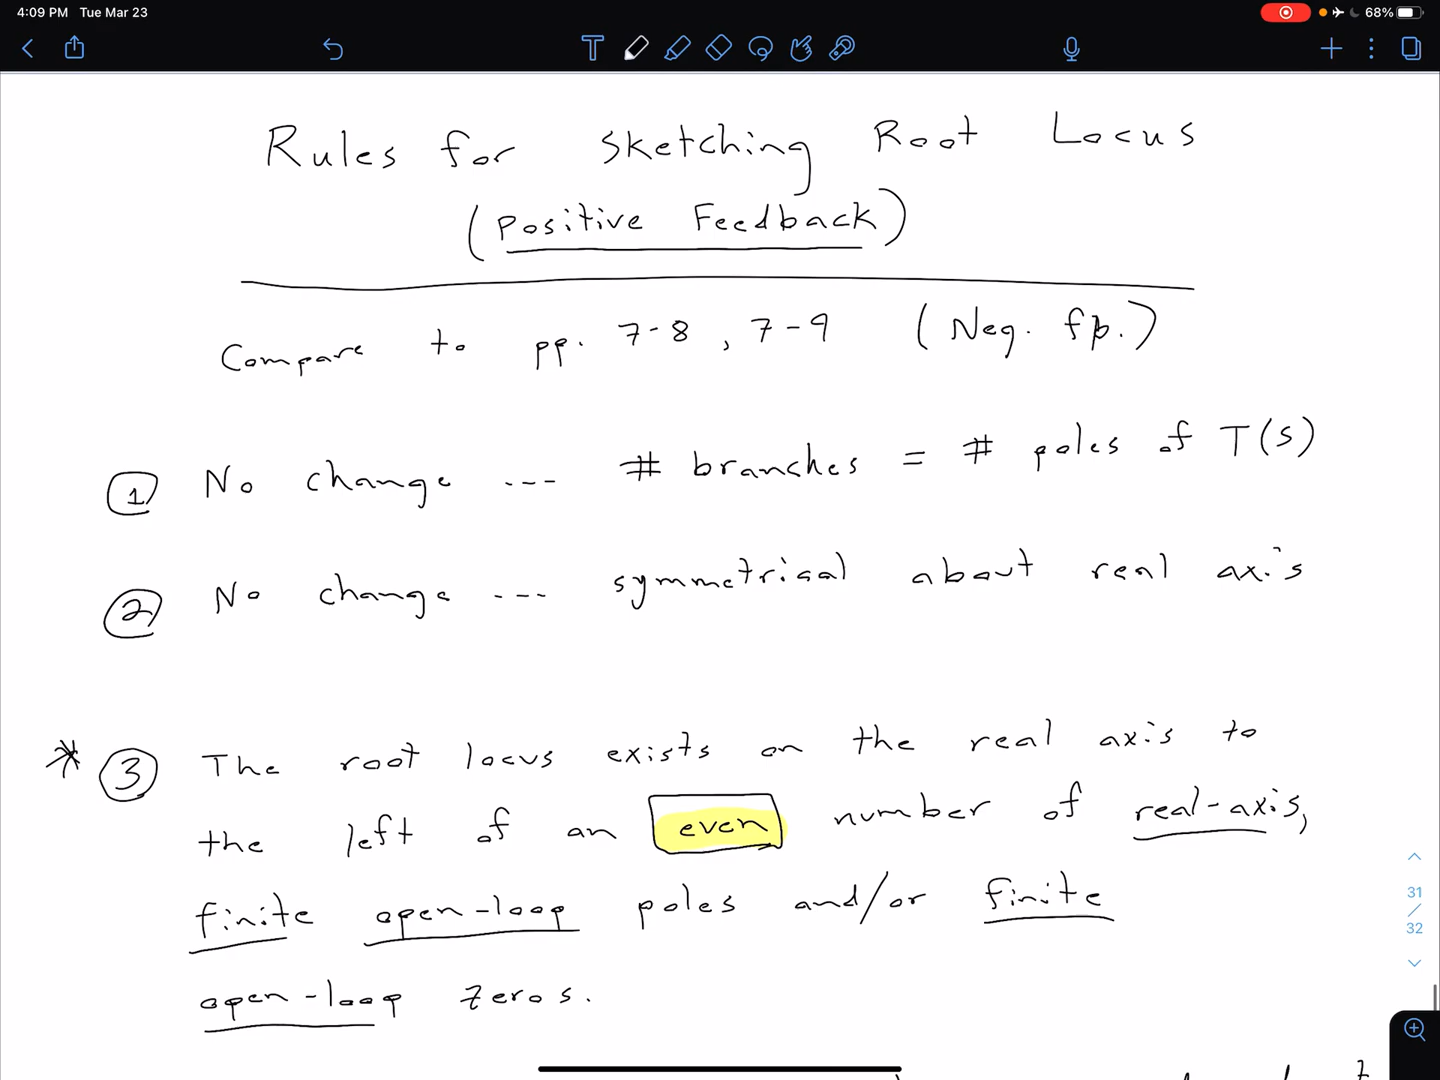 4:09 PM Tue Mar 23
68%
T
Rules for Sketching Root Locus
(Positive Feedback)
Compare to pp. 7-8, 7-9 (Neg. fb.)
1 No change --- # branches = # poles of T(s)
2 No change --- symmetrical about real axis
* 3 The root locus exists on the real axis to
the left of an even number of real-axis,
finite open-loop poles and/or finite
open-loop zeros.
31
/
32